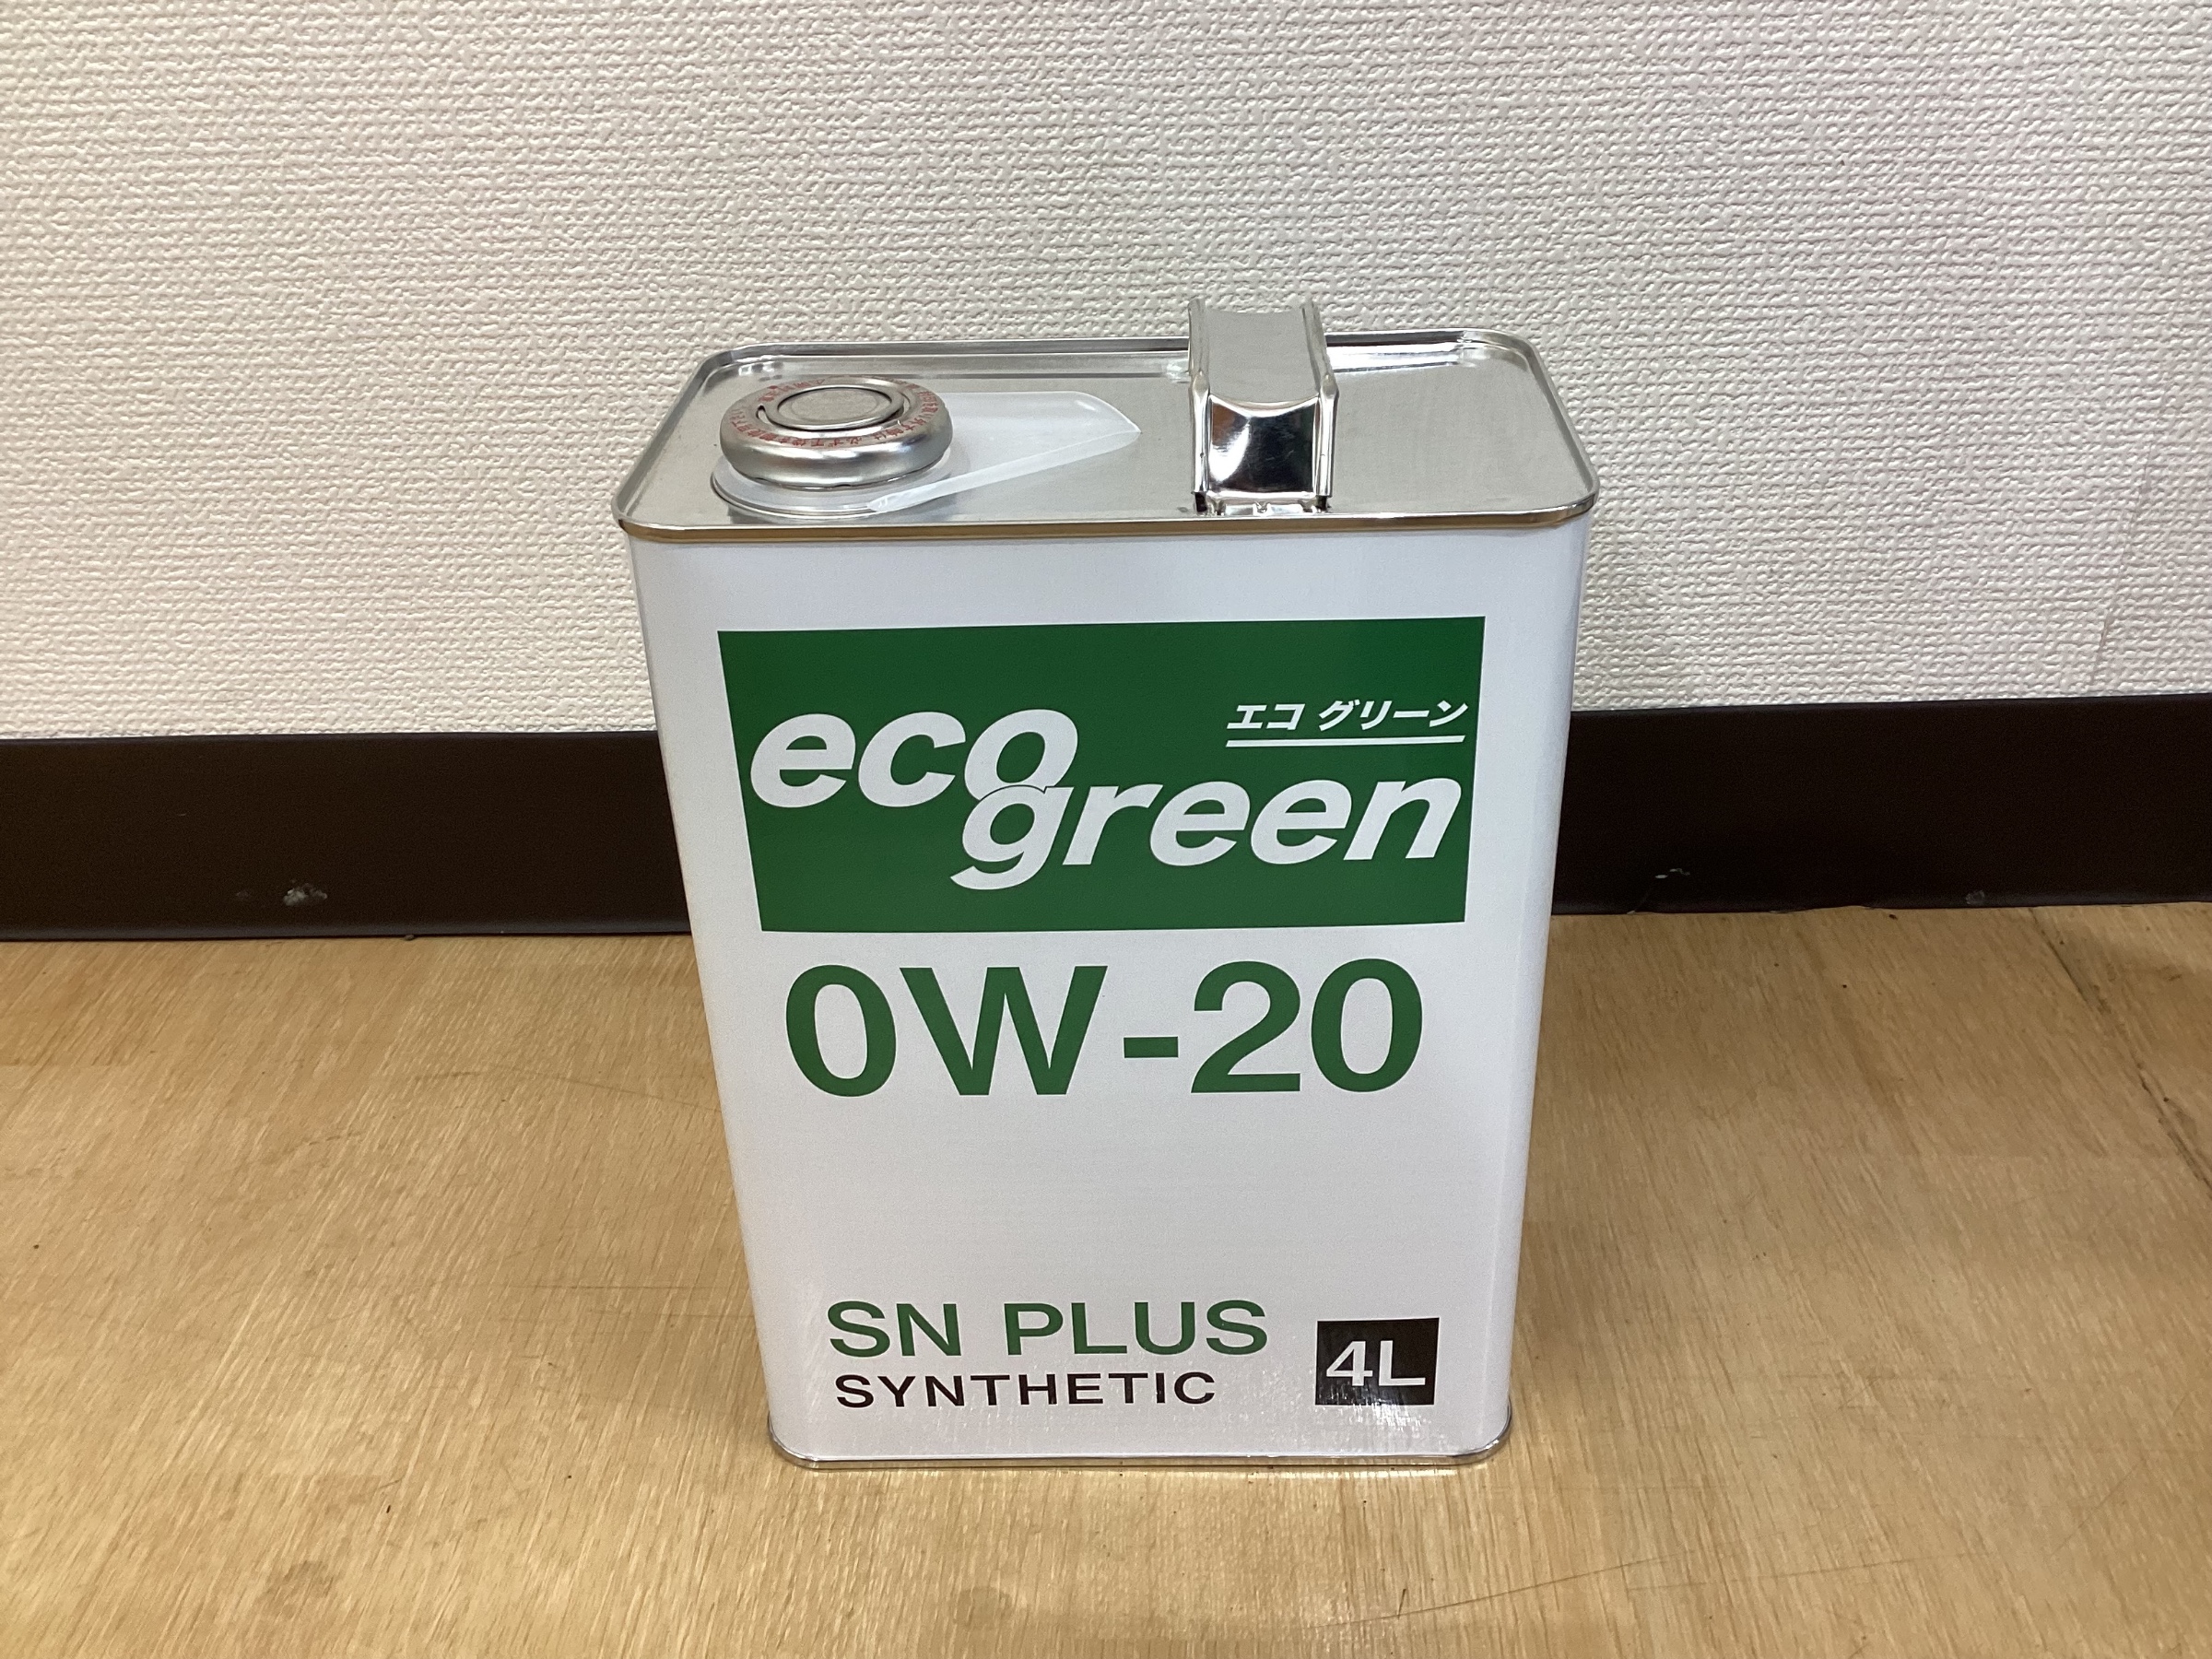 エコ グリーン
eco
green
0W-20
SN PLUS
SYNTHETIC
4L